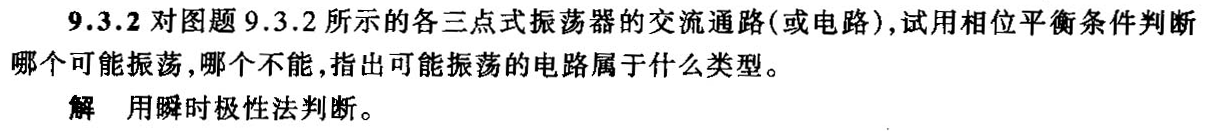 9.3.2 对图题 9.3.2 所示的各三点式振荡器的交流通路(或电路),试用相位平衡条件判断
哪个可能振荡,哪个不能,指出可能振荡的电路属于什么类型。
解 用瞬时极性法判断。